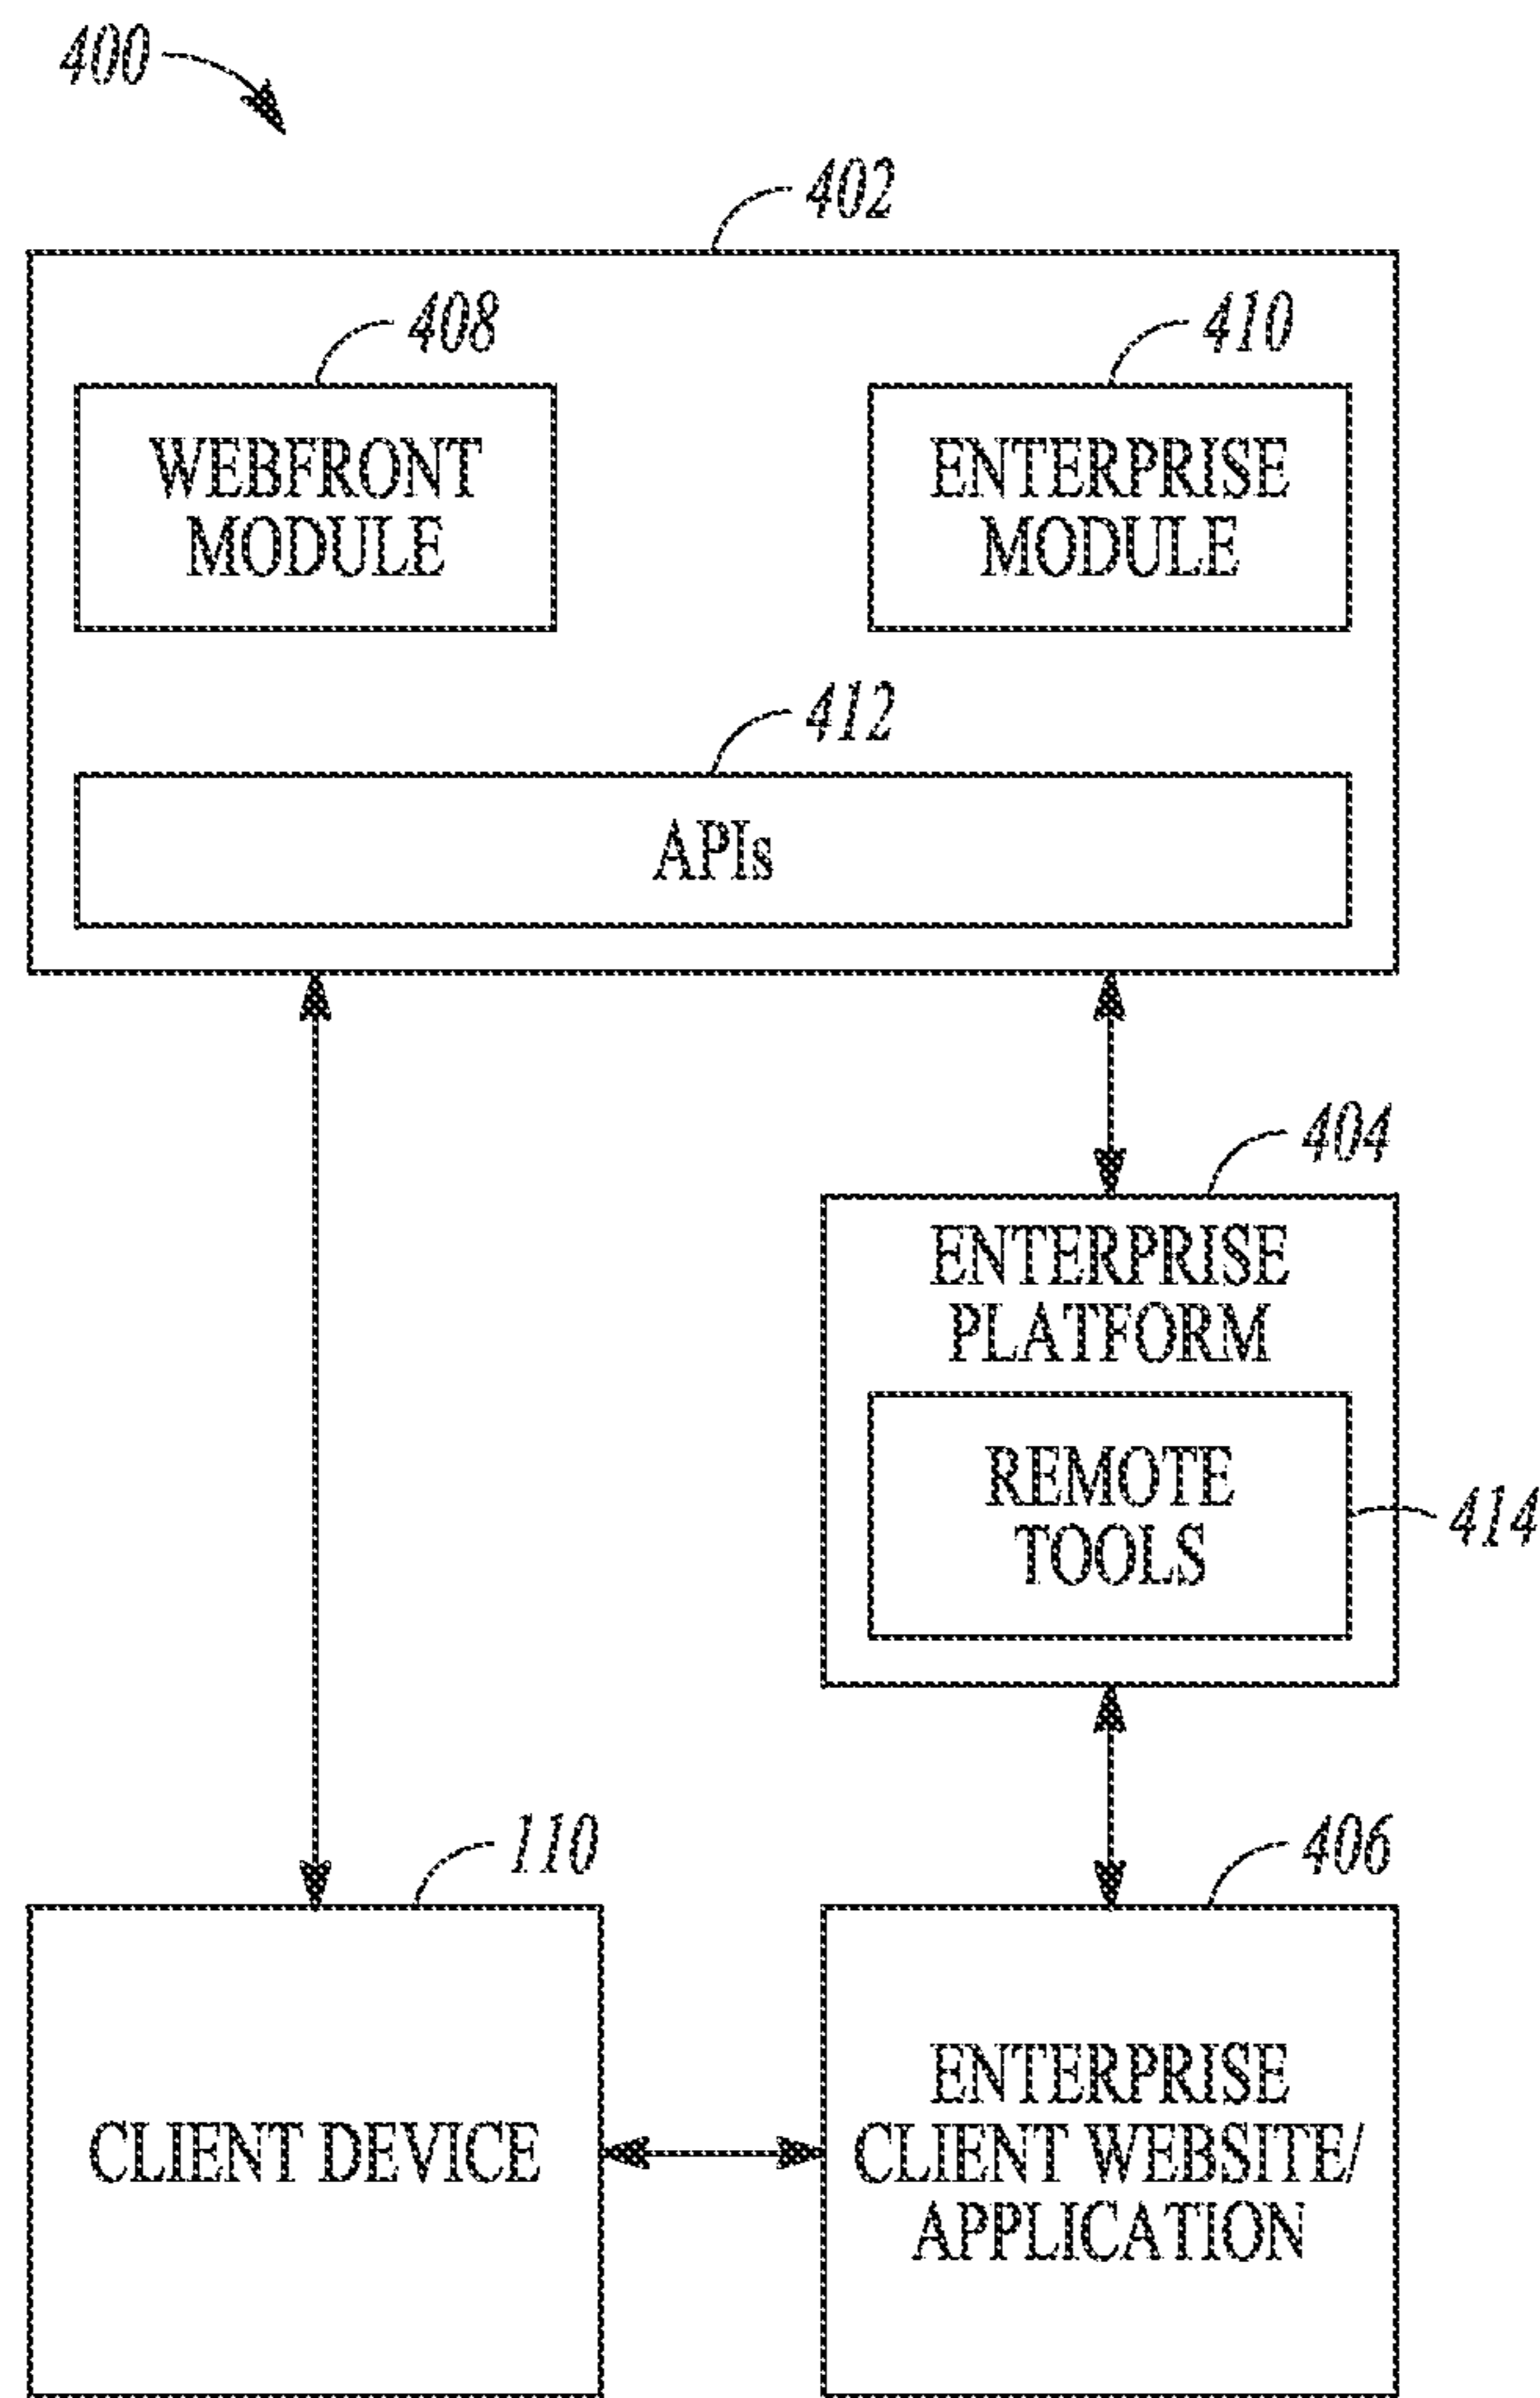 400
402
408
410
WEBFRONT
MODULE
ENTERPRISE
MODULE
412
APIs
404
ENTERPRISE
PLATFORM
REMOTE
TOOLS
414
110
406
CLIENT DEVICE
ENTERPRISE
CLIENT WEBSITE/
APPLICATION